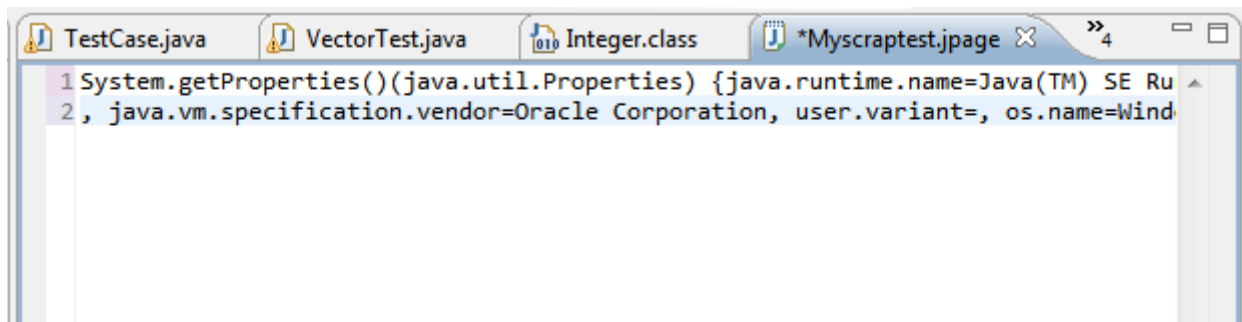 TestCase.java VectorTest.java Integer.class *Myscraptest.jpage »4
1 System.getProperties()(java.util.Properties) {java.runtime.name=Java(TM) SE Ru
2 , java.vm.specification.vendor=Oracle Corporation, user.variant=, os.name=Wind